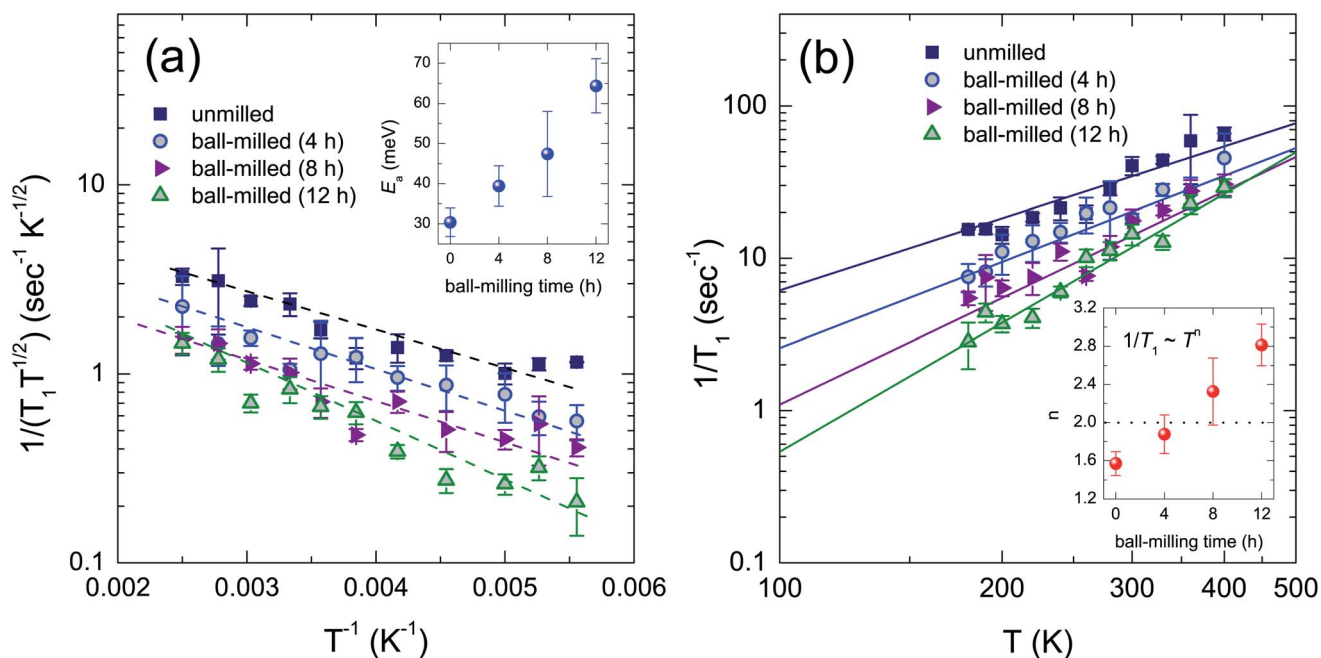 (a)
unmilled
ball-milled (4 h)
ball-milled (8 h)
ball-milled (12 h)
70
60
50
40
30
E_a (meV)
0 4 8 12
ball-milling time (h)
10
1
0.1
1/(T_1 T^{1/2}) (sec^{-1} K^{-1/2})
0.002 0.003 0.004 0.005 0.006
T^{-1} (K^{-1})
(b)
unmilled
ball-milled (4 h)
ball-milled (8 h)
ball-milled (12 h)
100
10
1
0.1
1/T_1 (sec^{-1})
3.2
2.8
2.4
2.0
1.6
1.2
n
1/T_1 ~ T^n
0 4 8 12
ball-milling time (h)
100 200 300 400 500
T (K)